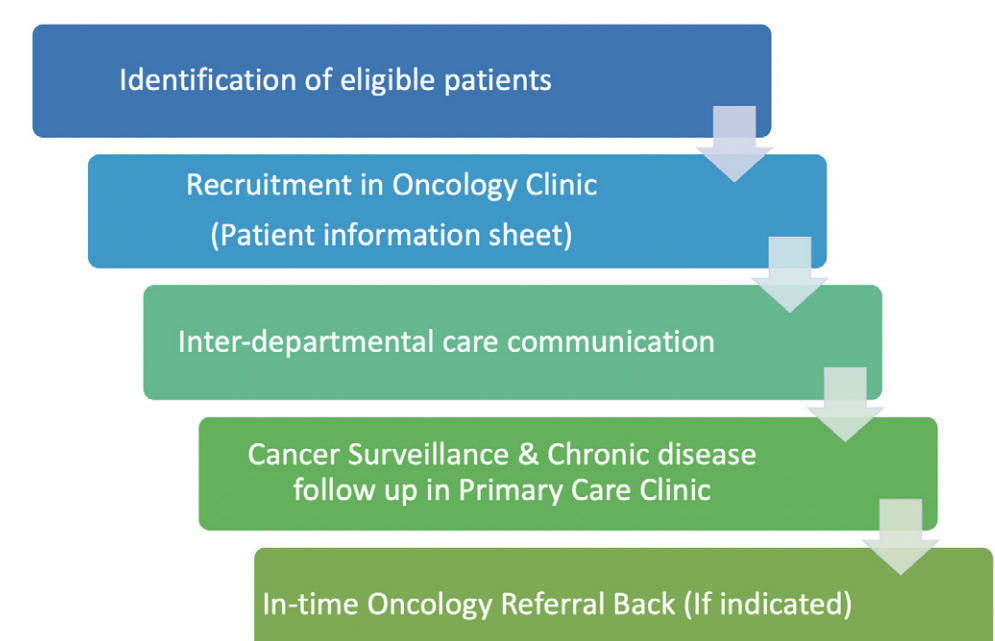 Identification of eligible patients
Recruitment in Oncology Clinic
(Patient information sheet)
Inter-departmental care communication
Cancer Surveillance & Chronic disease
follow up in Primary Care Clinic
In-time Oncology Referral Back (If indicated)